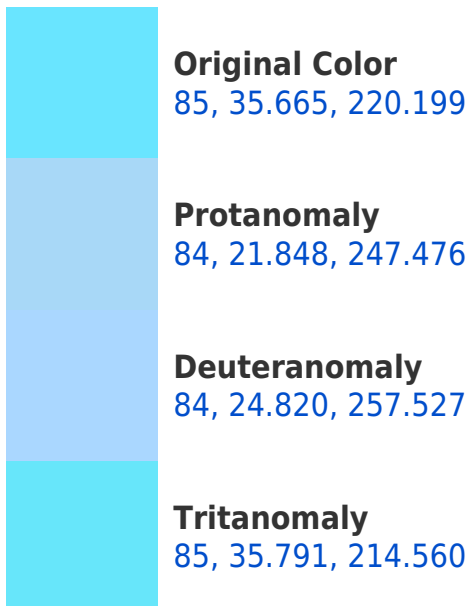 Original Color
85, 35.665, 220.199
Protanomaly
84, 21.848, 247.476
Deuteranomaly
84, 24.820, 257.527
Tritanomaly
85, 35.791, 214.560